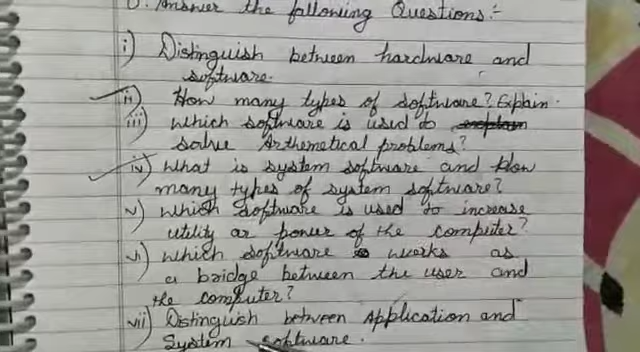 Answer the following Questions:-
i) Distinguish between hardware and
software.
ii) How many types of software? Explain.
iii) Which software is used to
solve Arthemetical problems?
iv) What is system software and How
many types of system software?
v) Which software is used to increase
utility or power of the computer?
vi) Which software works as
a bridge between the user and
the computer?
vii) Distinguish between Application and
System software.